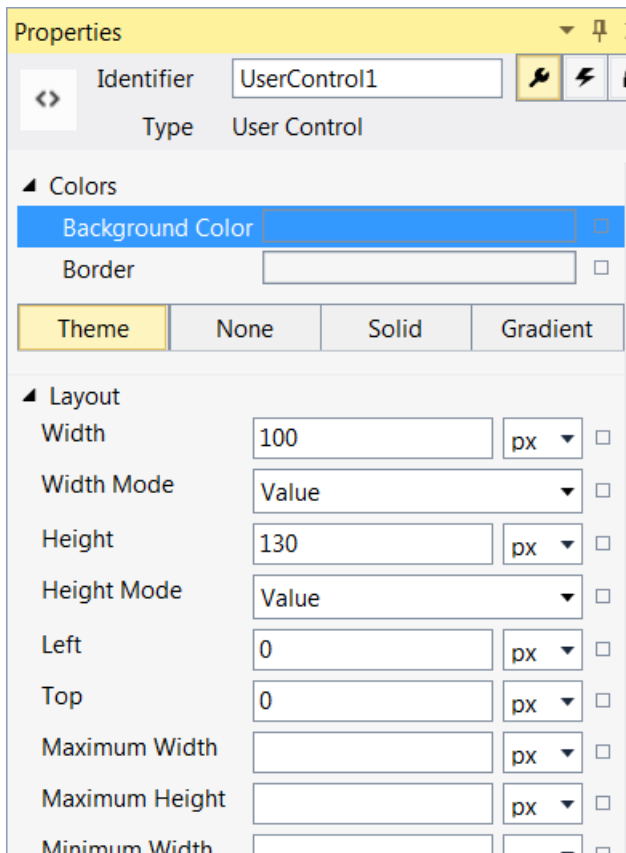 Properties
Identifier UserControl1
Type User Control
Colors
Background Color
Border
Theme None Solid Gradient
Layout
Width 100 px
Width Mode Value
Height 130 px
Height Mode Value
Left 0 px
Top 0 px
Maximum Width px
Maximum Height px
Minimum Width